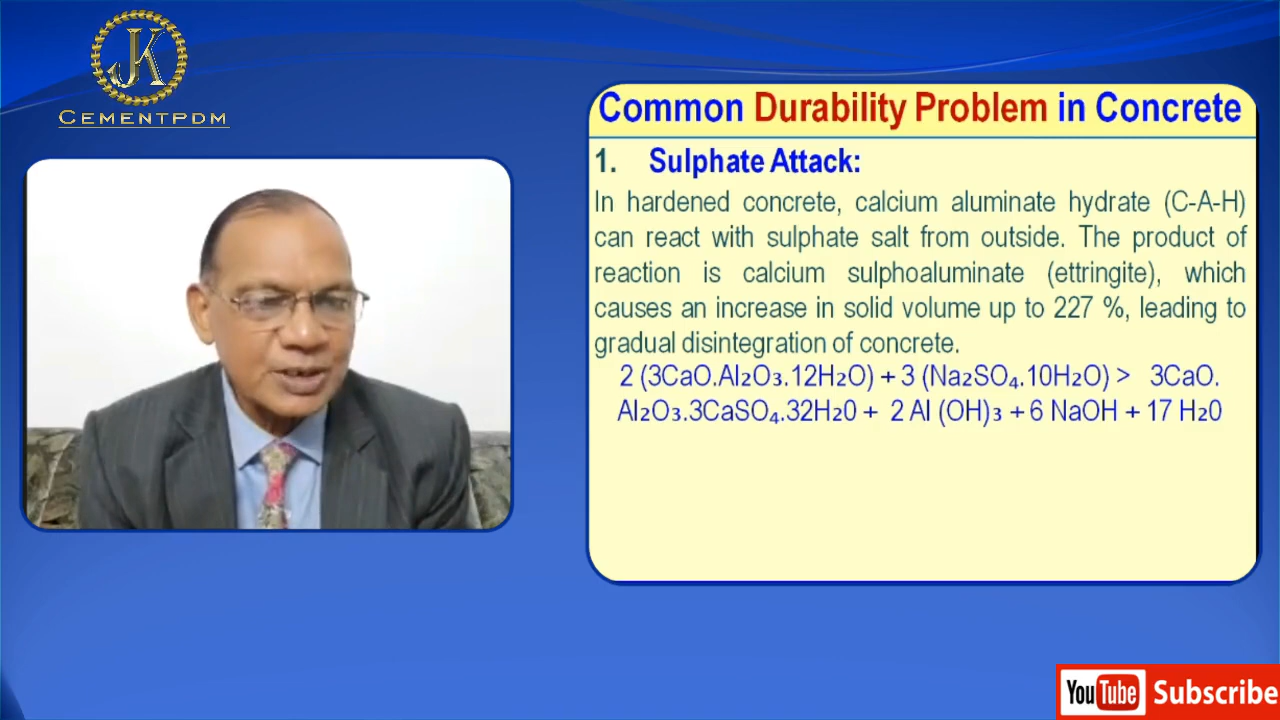 JK
CEMENTPDM
Common Durability Problem in Concrete
1. Sulphate Attack:
In hardened concrete, calcium aluminate hydrate (C-A-H)
can react with sulphate salt from outside. The product of
reaction is calcium sulphoaluminate (ettringite), which
causes an increase in solid volume up to 227 %, leading to
gradual disintegration of concrete.
2 (3CaO.Al₂O₃.12H₂O) + 3 (Na₂SO₄.10H₂O) > 3CaO.
Al₂O₃.3CaSO₄.32H₂0 + 2 Al (OH)₃ + 6 NaOH + 17 H₂0
YouTube Subscribe